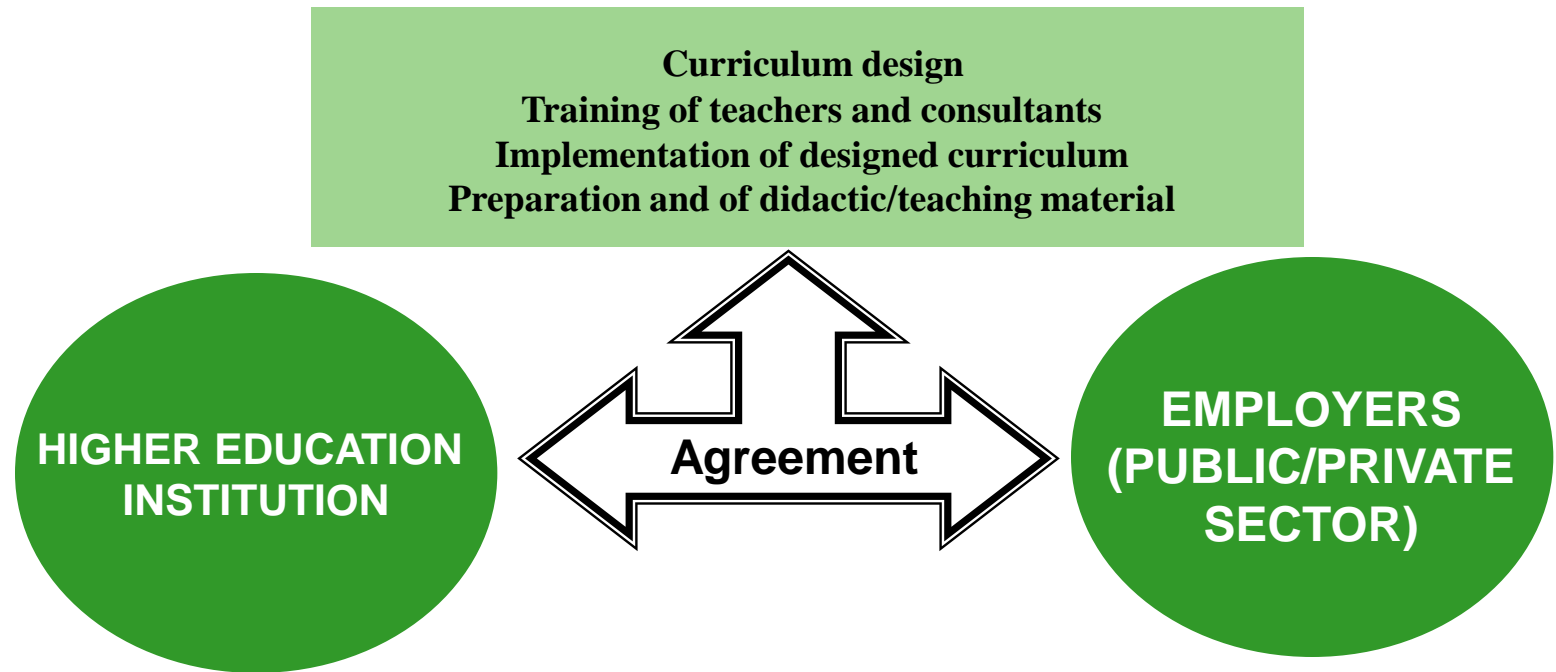 Curriculum design
Training of teachers and consultants
Implementation of designed curriculum
Preparation and of didactic/teaching material
HIGHER EDUCATION
INSTITUTION
Agreement
EMPLOYERS
(PUBLIC/PRIVATE
SECTOR)